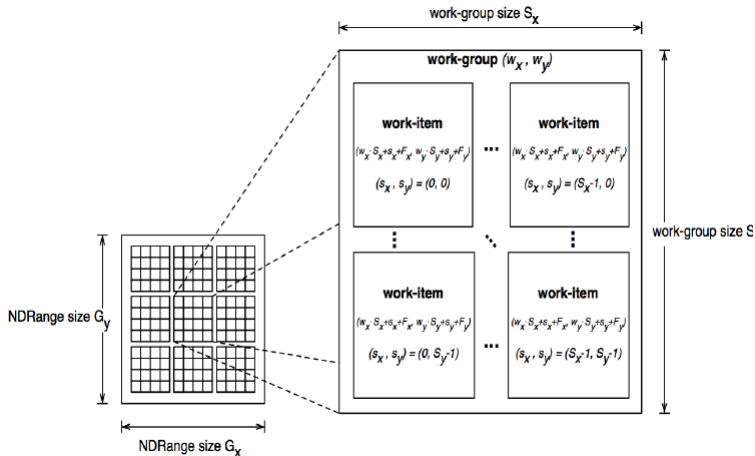 work-group size Sx
work-group (wx , wy)
work-item
(wx·Sx+sx+Fx, wy·Sy+sy+Fy)
(sx , sy) = (0, 0)
...
work-item
(wx·Sx+sx+Fx, wy·Sy+sy+Fy)
(sx , sy) = (Sx-1, 0)
work-group size S
work-item
(wx·Sx+sx+Fx, wy·Sy+sy+Fy)
(sx , sy) = (0, Sy-1)
...
work-item
(wx·Sx+sx+Fx, wy·Sy+sy+Fy)
(sx , sy) = (Sx-1, Sy-1)
NDRange size Gy
NDRange size Gx